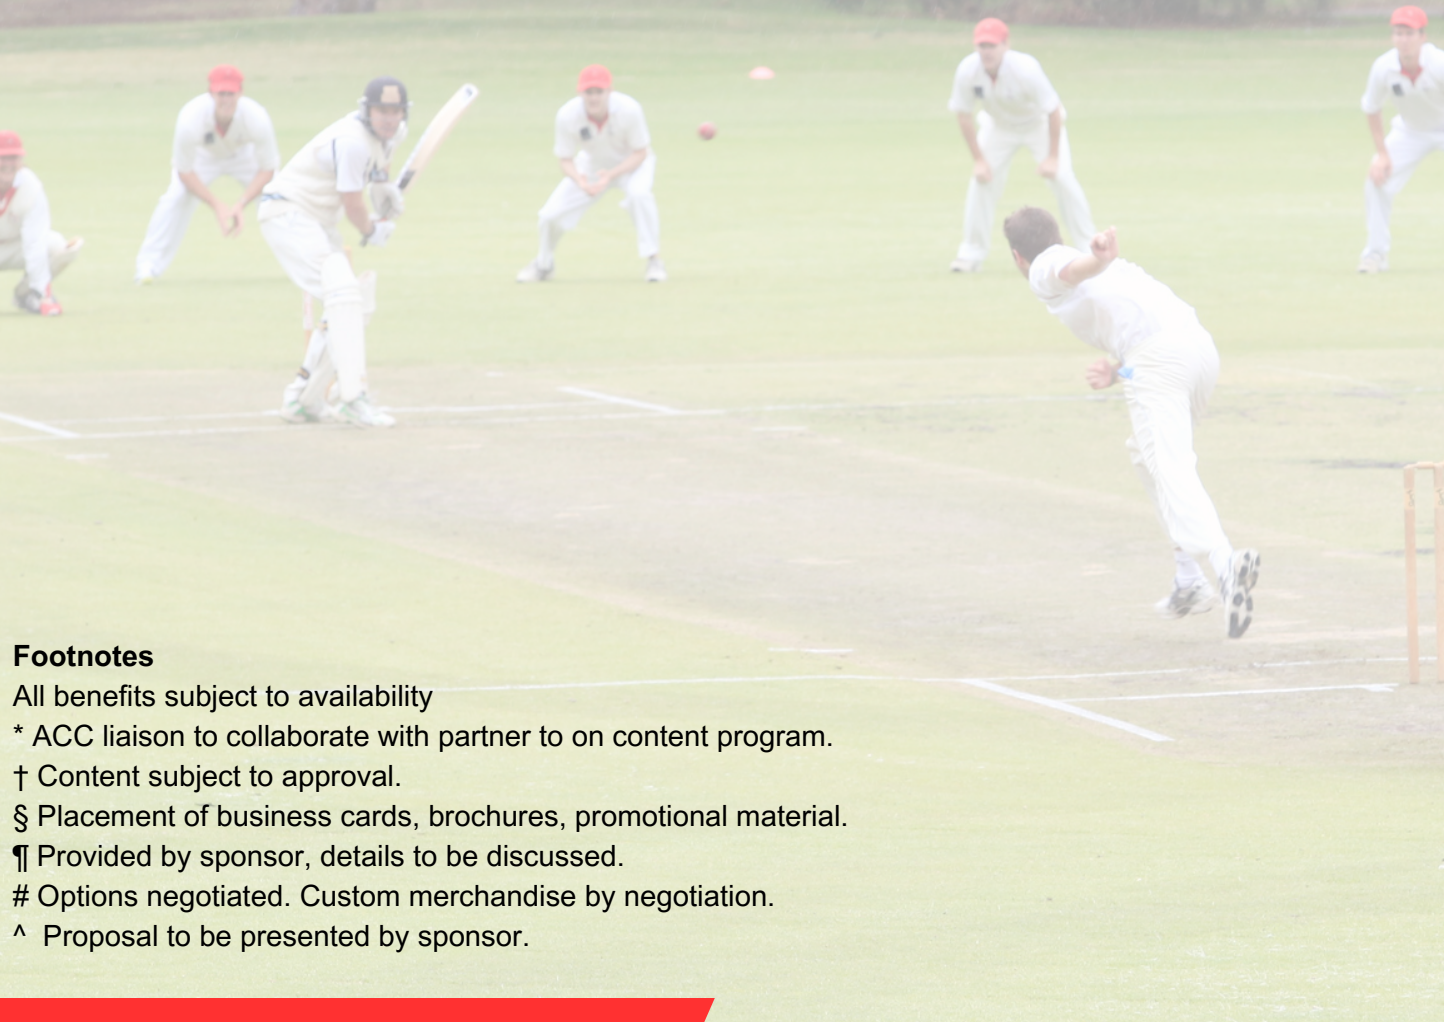 Footnotes
All benefits subject to availability
* ACC liaison to collaborate with partner to on content program.
† Content subject to approval.
§ Placement of business cards, brochures, promotional material.
¶ Provided by sponsor, details to be discussed.
# Options negotiated. Custom merchandise by negotiation.
^ Proposal to be presented by sponsor.